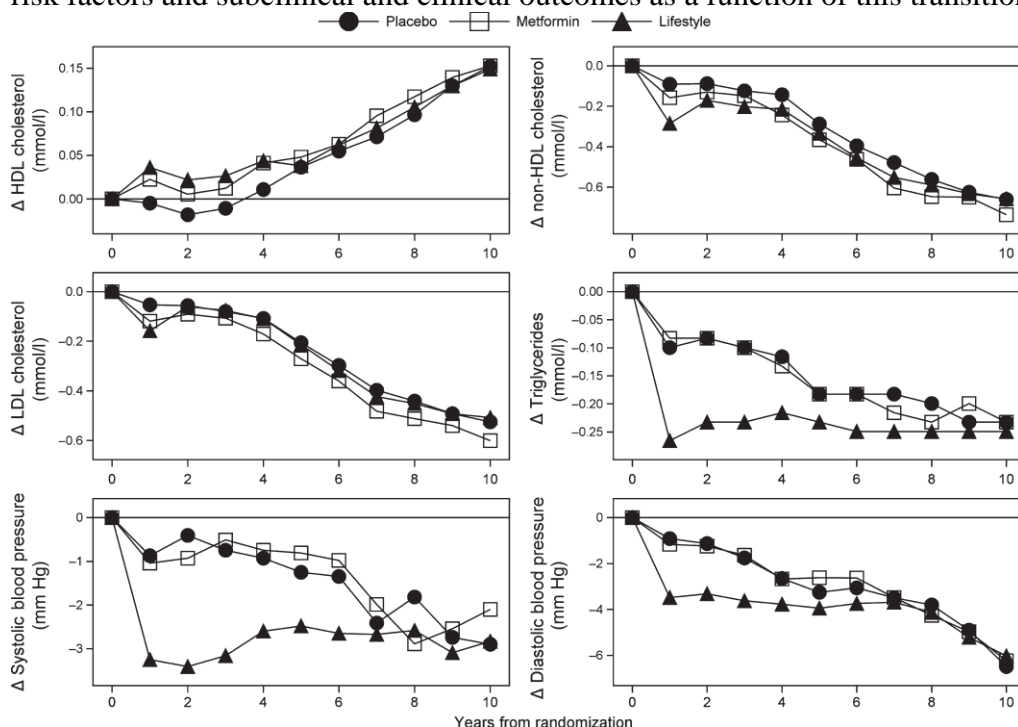 risk factors and subclinical and clinical outcomes as a function of this transition
Placebo Metformin Lifestyle
Δ HDL cholesterol
(mmol/l)
0.15
0.10
0.05
0.00
0 2 4 6 8 10
Δ non-HDL cholesterol
(mmol/l)
0.0
−0.2
−0.4
−0.6
0 2 4 6 8 10
Δ LDL cholesterol
(mmol/l)
0.0
−0.2
−0.4
−0.6
0 2 4 6 8 10
Δ Triglycerides
(mmol/l)
0.00
−0.05
−0.10
−0.15
−0.20
−0.25
0 2 4 6 8 10
Δ Systolic blood pressure
(mm Hg)
0
−1
−2
−3
0 2 4 6 8 10
Δ Diastolic blood pressure
(mm Hg)
0
−2
−4
−6
0 2 4 6 8 10
Years from randomization